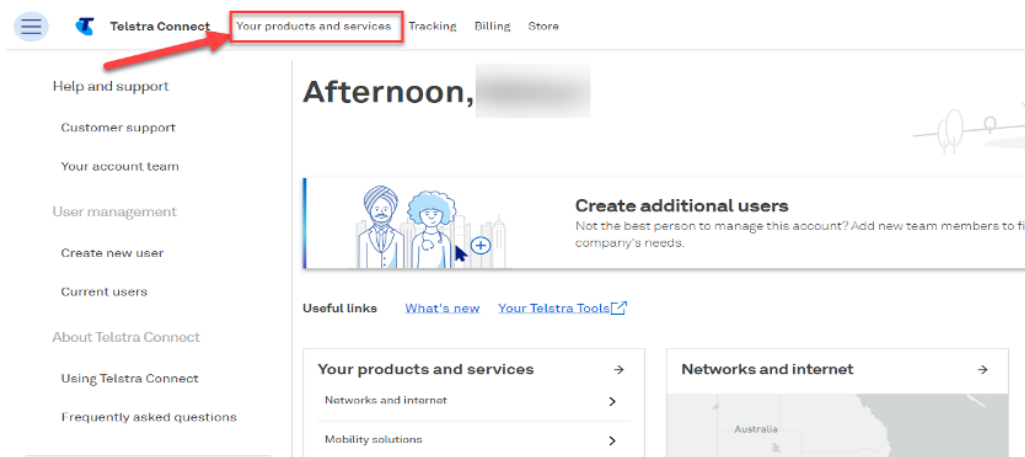 Telstra Connect Your products and services Tracking Billing Store
Help and support
Customer support
Your account team
User management
Create new user
Current users
About Telstra Connect
Using Telstra Connect
Frequently asked questions
Afternoon,
Create additional users
Not the best person to manage this account? Add new team members to fi
company's needs.
Useful links What's new Your Telstra Tools
Your products and services
Networks and internet
Mobility solutions
Networks and internet
Australia